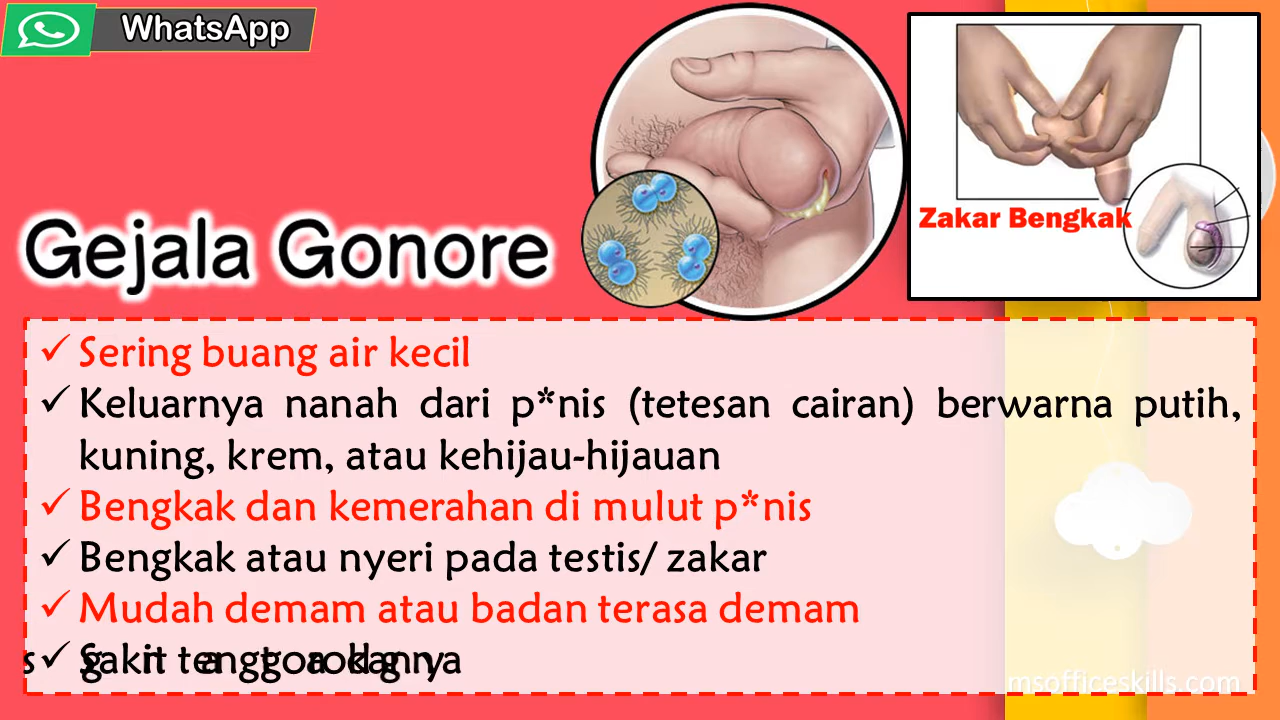 WhatsApp
Zakar Bengkak
Gejala Gonore
Sering buang air kecil
Keluarnya nanah dari p*nis (tetesan cairan) berwarna putih,
kuning, krem, atau kehijau-hijauan
Bengkak dan kemerahan di mulut p*nis
Bengkak atau nyeri pada testis/ zakar
Mudah demam atau badan terasa demam
Sakit tenggorokannya
msofficeskills.com